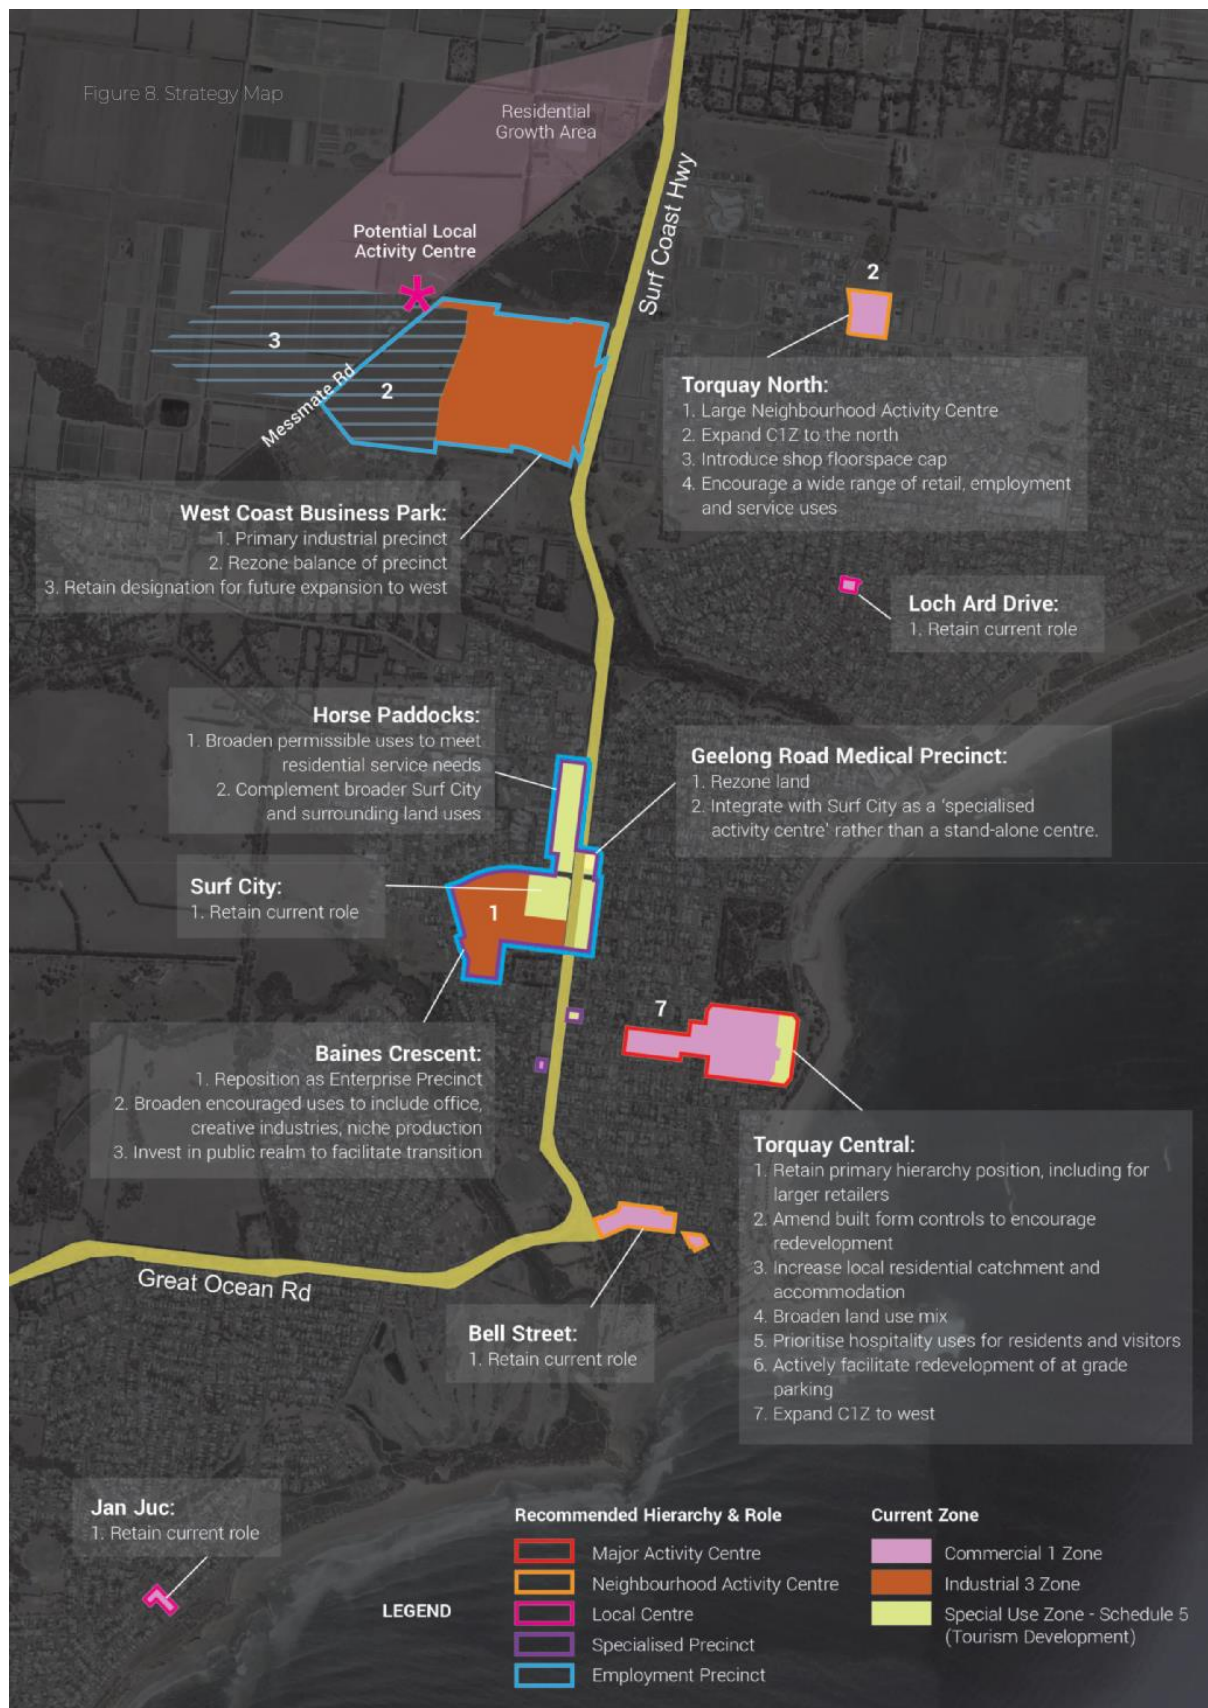 Figure 8. Strategy Map
Residential
Growth Area
Surf Coast Hwy
Potential Local
Activity Centre
2
3
2
Messmate Rd
Torquay North:
1. Large Neighbourhood Activity Centre
2. Expand C1Z to the north
3. Introduce shop floorspace cap
4. Encourage a wide range of retail, employment
and service uses
West Coast Business Park:
1. Primary industrial precinct
2. Rezone balance of precinct
3. Retain designation for future expansion to west
Loch Ard Drive:
1. Retain current role
Horse Paddocks:
1. Broaden permissible uses to meet
residential service needs
2. Complement broader Surf City
and surrounding land uses
Geelong Road Medical Precinct:
1. Rezone land
2. Integrate with Surf City as a ‘specialised
activity centre’ rather than a stand-alone centre.
Surf City:
1. Retain current role
1
7
Baines Crescent:
1. Reposition as Enterprise Precinct
2. Broaden encouraged uses to include office,
creative industries, niche production
3. Invest in public realm to facilitate transition
Torquay Central:
1. Retain primary hierarchy position, including for
larger retailers
2. Amend built form controls to encourage
redevelopment
3. Increase local residential catchment and
accommodation
4. Broaden land use mix
5. Prioritise hospitality uses for residents and visitors
6. Actively facilitate redevelopment of at grade
parking
7. Expand C1Z to west
Great Ocean Rd
Bell Street:
1. Retain current role
Jan Juc:
1. Retain current role
LEGEND
Recommended Hierarchy & Role
Major Activity Centre
Neighbourhood Activity Centre
Local Centre
Specialised Precinct
Employment Precinct
Current Zone
Commercial 1 Zone
Industrial 3 Zone
Special Use Zone - Schedule 5
(Tourism Development)